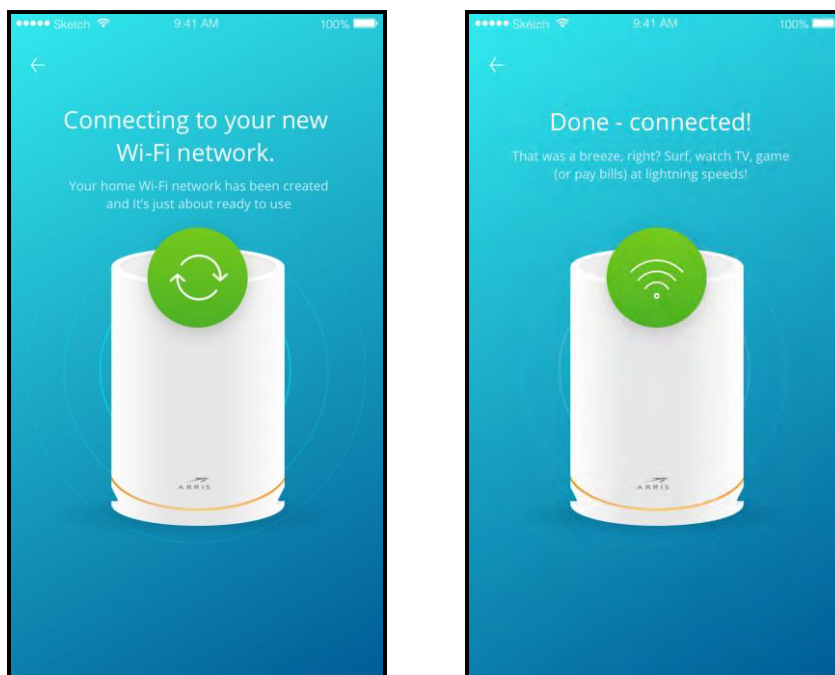 Sketch 9:41 AM 100%
Connecting to your new
Wi-Fi network.
Your home Wi-Fi network has been created
and It's just about ready to use
ARRIS
Sketch 9:41 AM 100%
Done - connected!
That was a breeze, right? Surf, watch TV, game
(or pay bills) at lightning speeds!
ARRIS